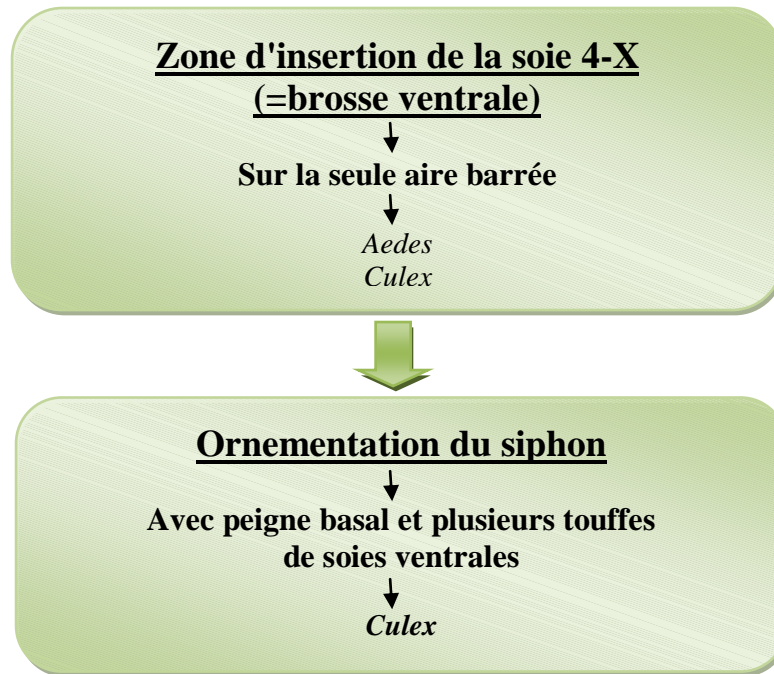 Zone d'insertion de la soie 4-X
(=brosse ventrale)
Sur la seule aire barrée
Aedes
Culex
Ornementation du siphon
Avec peigne basal et plusieurs touffes
de soies ventrales
Culex